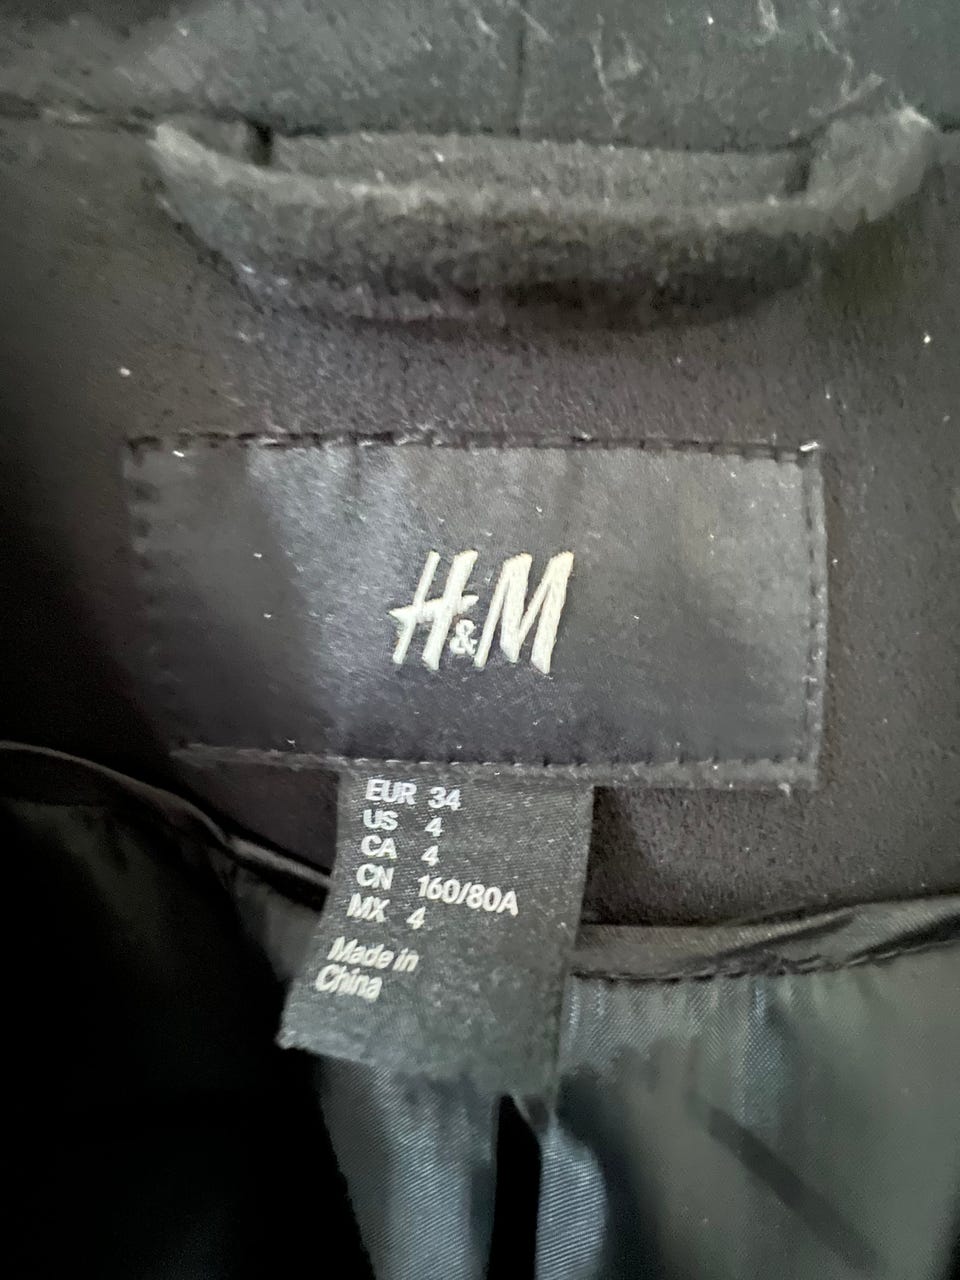 H&M
EUR 34
US 4
CA 4
CN 160/80A
MX 4
Made in
China